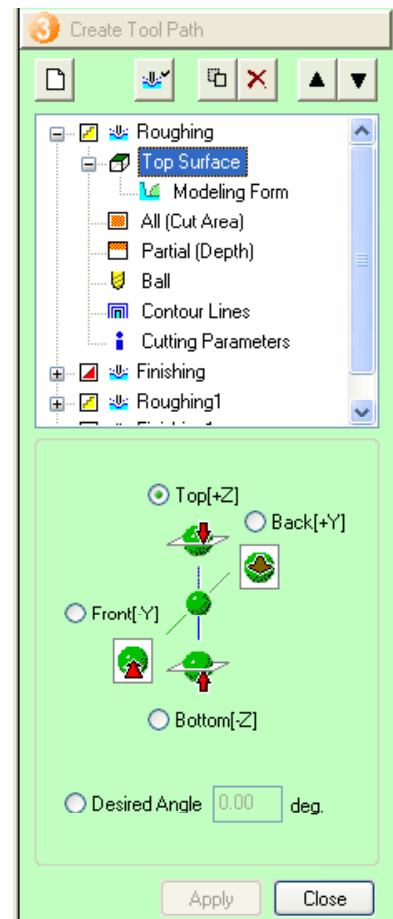 Create Tool Path
Roughing
Top Surface
Modeling Form
All (Cut Area)
Partial (Depth)
Ball
Contour Lines
Cutting Parameters
Finishing
Roughing1
Top[+Z]
Back[+Y]
Front[-Y]
Bottom[-Z]
Desired Angle 0.00 deg.
Apply Close